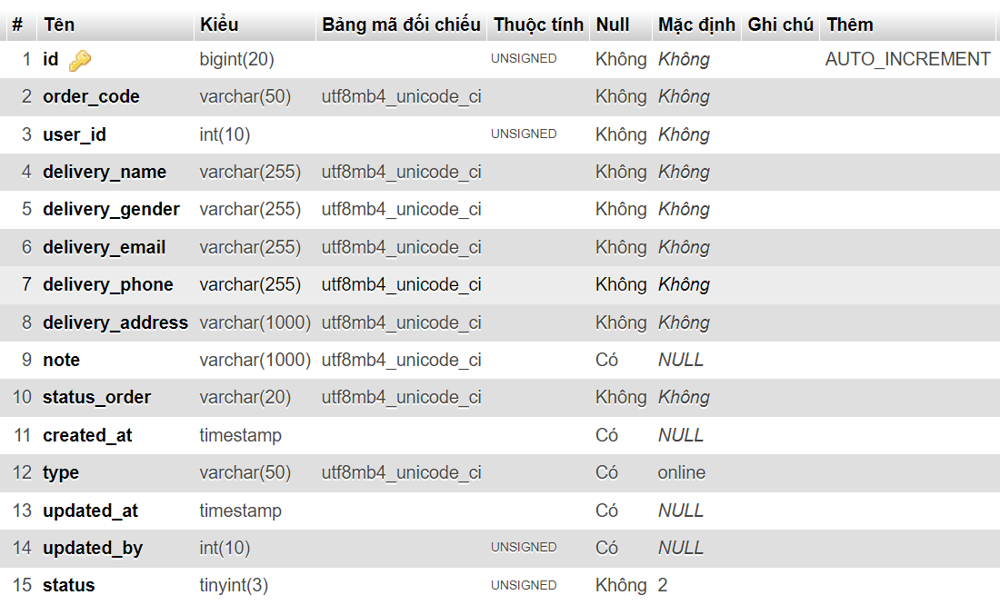 # Tên Kiểu Bảng mã đối chiếu Thuộc tính Null Mặc định Ghi chú Thêm
1 id bigint(20) UNSIGNED Không Không AUTO_INCREMENT
2 order_code varchar(50) utf8mb4_unicode_ci Không Không
3 user_id int(10) UNSIGNED Không Không
4 delivery_name varchar(255) utf8mb4_unicode_ci Không Không
5 delivery_gender varchar(255) utf8mb4_unicode_ci Không Không
6 delivery_email varchar(255) utf8mb4_unicode_ci Không Không
7 delivery_phone varchar(255) utf8mb4_unicode_ci Không Không
8 delivery_address varchar(1000) utf8mb4_unicode_ci Không Không
9 note varchar(1000) utf8mb4_unicode_ci Có NULL
10 status_order varchar(20) utf8mb4_unicode_ci Không Không
11 created_at timestamp Có NULL
12 type varchar(50) utf8mb4_unicode_ci Có online
13 updated_at timestamp Có NULL
14 updated_by int(10) UNSIGNED Có NULL
15 status tinyint(3) UNSIGNED Không 2